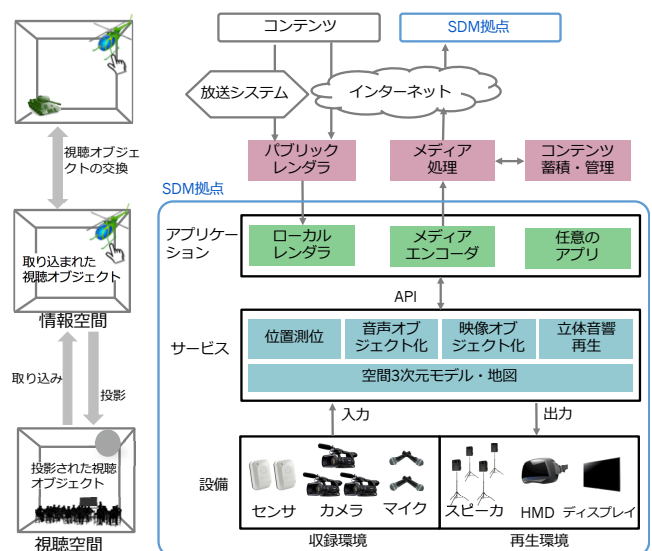 視聴オブジェ
クトの交換
取り込まれた
視聴オブジェクト
情報空間
取り込み
投影
投影された視聴
オブジェクト
視聴空間
コンテンツ
SDM拠点
放送システム
インターネット
パブリック
レンダラ
メディア
処理
コンテンツ
蓄積・管理
SDM拠点
アプリケー
ション
ローカル
レンダラ
メディア
エンコーダ
任意の
アプリ
API
サービス
位置測位
音声オブ
ジェクト化
映像オブ
ジェクト化
立体音響
再生
空間3次元モデル・地図
入力
出力
設備
センサ
カメラ
マイク
スピーカ
HMD
ディスプレイ
収録環境
再生環境